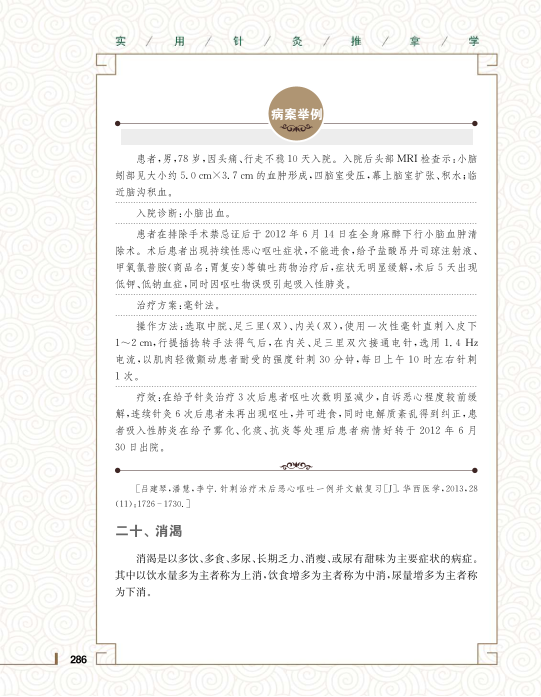 实 / 用 / 针 / 灸 / 推 / 拿 / 学
病案举例
患者,男,78 岁,因头痛、行走不稳 10 天入院。入院后头部 MRI 检查示:小脑
蚓部见大小约 5.0 cm×3.7 cm 的血肿形成,四脑室受压,幕上脑室扩张、积水;临
近脑沟积血。
入院诊断:小脑出血。
患者在排除手术禁忌证后于 2012 年 6 月 14 日在全身麻醉下行小脑血肿清
除术。术后患者出现持续性恶心呕吐症状,不能进食,给予盐酸昂丹司琼注射液、
甲氧氯普胺(商品名:胃复安)等镇吐药物治疗后,症状无明显缓解,术后 5 天出现
低钾、低钠血症,同时因呕吐物误吸引起吸入性肺炎。
治疗方案:毫针法。
操作方法:选取中脘、足三里(双)、内关(双),使用一次性毫针直刺入皮下
1～2 cm,行提插捻转手法得气后,在内关、足三里双穴接通电针,选用 1.4 Hz
电流,以肌肉轻微颤动患者耐受的强度针刺 30 分钟,每日上午 10 时左右针刺
1 次。
疗效:在给予针灸治疗 3 次后患者呕吐次数明显减少,自诉恶心程度较前缓
解,连续针灸 6 次后患者未再出现呕吐,并可进食,同时电解质紊乱得到纠正,患
者吸入性肺炎在给予雾化、化痰、抗炎等处理后患者病情好转于 2012 年 6 月
30 日出院。
[吕建琴,潘慧,李宁.针刺治疗术后恶心呕吐一例并文献复习[J].华西医学,2013,28
(11):1726-1730.]
二十、消渴
消渴是以多饮、多食、多尿、长期乏力、消瘦、或尿有甜味为主要症状的病症。
其中以饮水量多为主者称为上消,饮食增多为主者称为中消,尿量增多为主者称
为下消。
286